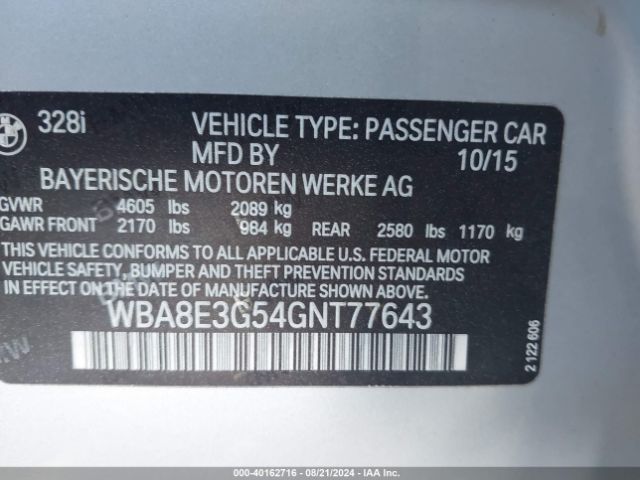 328i VEHICLE TYPE: PASSENGER CAR
MFD BY 10/15
BAYERISCHE MOTOREN WERKE AG
GVWR 4605 lbs 2089 kg
GAWR FRONT 2170 lbs 984 kg REAR 2580 lbs 1170 kg
THIS VEHICLE CONFORMS TO ALL APPLICABLE U.S. FEDERAL MOTOR
VEHICLE SAFETY, BUMPER AND THEFT PREVENTION STANDARDS
IN EFFECT ON THE DATE OF MANUFACTURE SHOWN ABOVE.
WBA8E3G54GNT77643
2 122 606
000-40162716 - 08/21/2024 - IAA Inc.